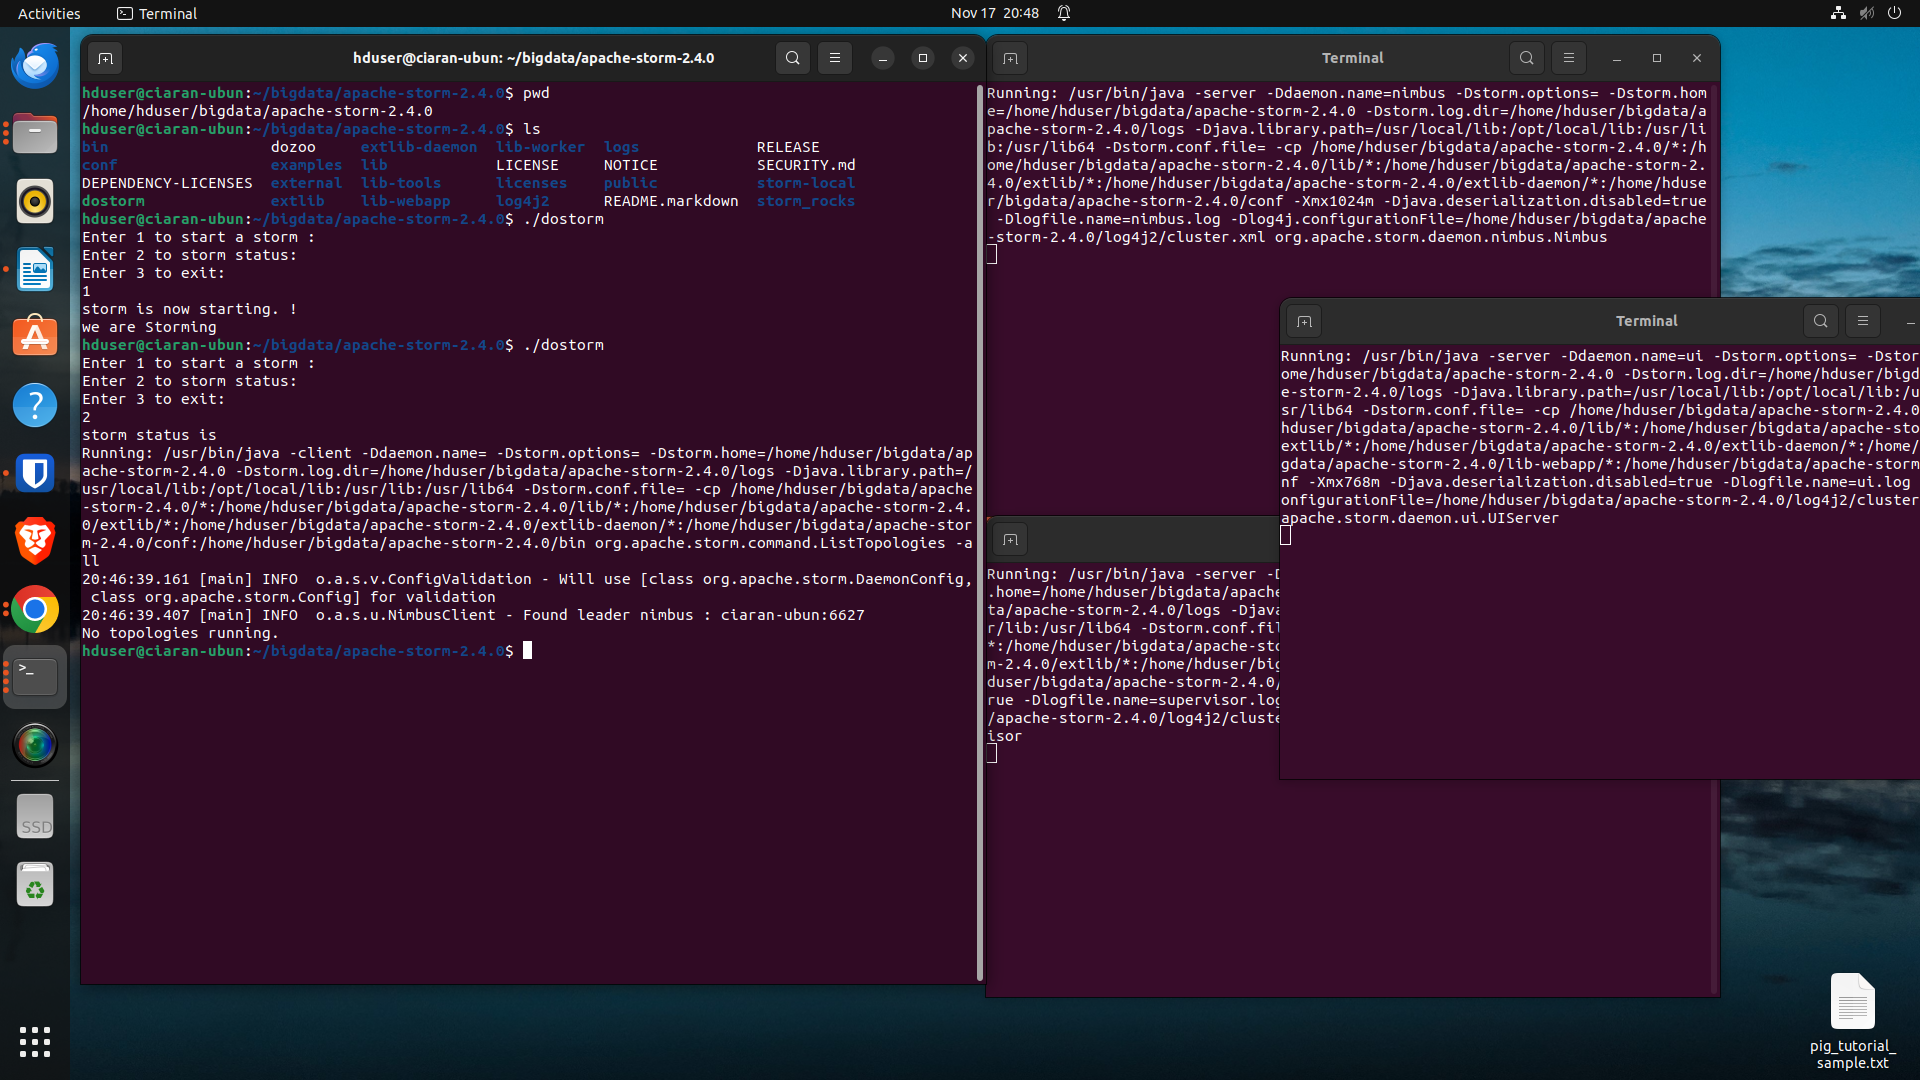 Activities
Terminal
Nov 17 20:48
hduser@ciaran-ubun: ~/bigdata/apache-storm-2.4.0
hduser@ciaran-ubun:~/bigdata/apache-storm-2.4.0$ pwd
/home/hduser/bigdata/apache-storm-2.4.0
hduser@ciaran-ubun:~/bigdata/apache-storm-2.4.0$ ls
bin dozoo extlib-daemon lib-worker logs RELEASE
conf examples lib LICENSE NOTICE SECURITY.md
DEPENDENCY-LICENSES external lib-tools licenses public storm-local
dostorm extlib lib-webapp log4j2 README.markdown storm_rocks
hduser@ciaran-ubun:~/bigdata/apache-storm-2.4.0$ ./dostorm
Enter 1 to start a storm :
Enter 2 to storm status:
Enter 3 to exit:
1
storm is now starting. !
we are Storming
hduser@ciaran-ubun:~/bigdata/apache-storm-2.4.0$ ./dostorm
Enter 1 to start a storm :
Enter 2 to storm status:
Enter 3 to exit:
2
storm status is
Running: /usr/bin/java -client -Ddaemon.name= -Dstorm.options= -Dstorm.home=/home/hduser/bigdata/ap
ache-storm-2.4.0 -Dstorm.log.dir=/home/hduser/bigdata/apache-storm-2.4.0/logs -Djava.library.path=/
usr/local/lib:/opt/local/lib:/usr/lib:/usr/lib64 -Dstorm.conf.file= -cp /home/hduser/bigdata/apache
-storm-2.4.0/*:/home/hduser/bigdata/apache-storm-2.4.0/lib/*:/home/hduser/bigdata/apache-storm-2.4.
0/extlib/*:/home/hduser/bigdata/apache-storm-2.4.0/extlib-daemon/*:/home/hduser/bigdata/apache-stor
m-2.4.0/conf:/home/hduser/bigdata/apache-storm-2.4.0/bin org.apache.storm.command.ListTopologies -a
ll
20:46:39.161 [main] INFO  o.a.s.v.ConfigValidation - Will use [class org.apache.storm.DaemonConfig,
 class org.apache.storm.Config] for validation
20:46:39.407 [main] INFO  o.a.s.u.NimbusClient - Found leader nimbus : ciaran-ubun:6627
No topologies running.
hduser@ciaran-ubun:~/bigdata/apache-storm-2.4.0$
Terminal
Running: /usr/bin/java -server -Ddaemon.name=nimbus -Dstorm.options= -Dstorm.hom
e=/home/hduser/bigdata/apache-storm-2.4.0 -Dstorm.log.dir=/home/hduser/bigdata/a
pache-storm-2.4.0/logs -Djava.library.path=/usr/local/lib:/opt/local/lib:/usr/li
b:/usr/lib64 -Dstorm.conf.file= -cp /home/hduser/bigdata/apache-storm-2.4.0/*:/h
ome/hduser/bigdata/apache-storm-2.4.0/lib/*:/home/hduser/bigdata/apache-storm-2.
4.0/extlib/*:/home/hduser/bigdata/apache-storm-2.4.0/extlib-daemon/*:/home/hduse
r/bigdata/apache-storm-2.4.0/conf -Xmx1024m -Djava.deserialization.disabled=true
 -Dlogfile.name=nimbus.log -Dlog4j.configurationFile=/home/hduser/bigdata/apache
-storm-2.4.0/log4j2/cluster.xml org.apache.storm.daemon.nimbus.Nimbus
Terminal
Running: /usr/bin/java -server -Ddaemon.name=ui -Dstorm.options= -Dstor
ome/hduser/bigdata/apache-storm-2.4.0 -Dstorm.log.dir=/home/hduser/bigd
e-storm-2.4.0/logs -Djava.library.path=/usr/local/lib:/opt/local/lib:/u
sr/lib64 -Dstorm.conf.file= -cp /home/hduser/bigdata/apache-storm-2.4.0
hduser/bigdata/apache-storm-2.4.0/lib/*:/home/hduser/bigdata/apache-sto
extlib/*:/home/hduser/bigdata/apache-storm-2.4.0/extlib-daemon/*:/home/
gdata/apache-storm-2.4.0/lib-webapp/*:/home/hduser/bigdata/apache-storm
nf -Xmx768m -Djava.deserialization.disabled=true -Dlogfile.name=ui.log
onfigurationFile=/home/hduser/bigdata/apache-storm-2.4.0/log4j2/cluster
apache.storm.daemon.ui.UIServer
Running: /usr/bin/java -server -D
.home=/home/hduser/bigdata/apache
ta/apache-storm-2.4.0/logs -Djava
r/lib:/usr/lib64 -Dstorm.conf.fil
*:/home/hduser/bigdata/apache-sto
m-2.4.0/extlib/*:/home/hduser/big
duser/bigdata/apache-storm-2.4.0/
rue -Dlogfile.name=supervisor.log
/apache-storm-2.4.0/log4j2/cluste
isor
SSD
pig_tutorial_
sample.txt